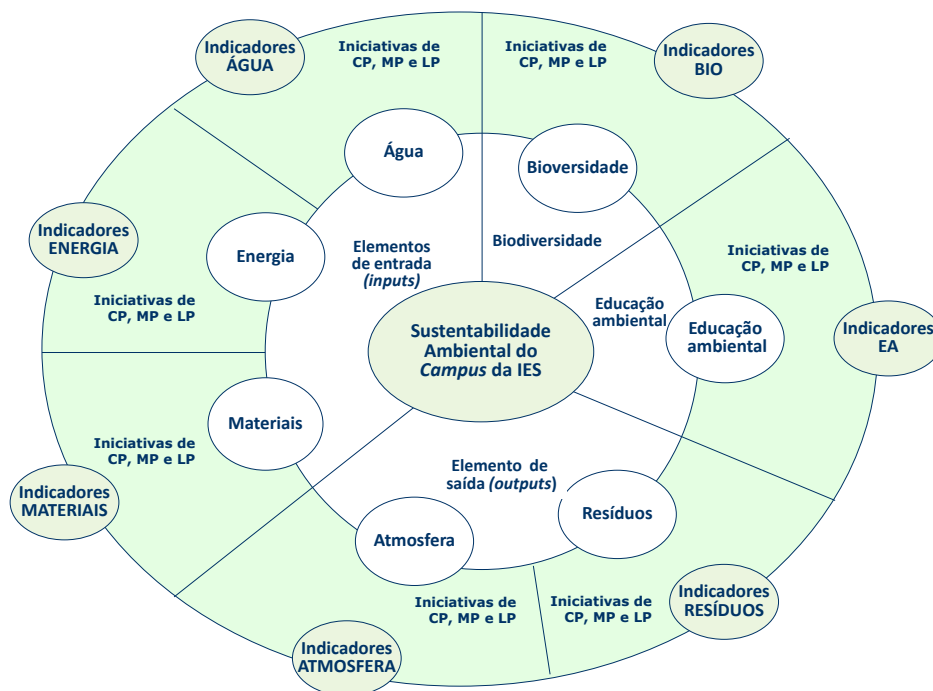 Indicadores
ÁGUA
Iniciativas de
CP, MP e LP
Iniciativas de
CP, MP e LP
Indicadores
BIO
Água
Bioversidade
Indicadores
ENERGIA
Energia
Elementos
de entrada
(inputs)
Biodiversidade
Iniciativas de
CP, MP e LP
Iniciativas de
CP, MP e LP
Educação
ambiental
Educação
ambiental
Indicadores
EA
Sustentabilidade
Ambiental do
Campus da IES
Materiais
Iniciativas de
CP, MP e LP
Indicadores
MATERIAIS
Elemento de
saída (outputs)
Atmosfera
Resíduos
Iniciativas de
CP, MP e LP
Iniciativas de
CP, MP e LP
Indicadores
RESÍDUOS
Indicadores
ATMOSFERA